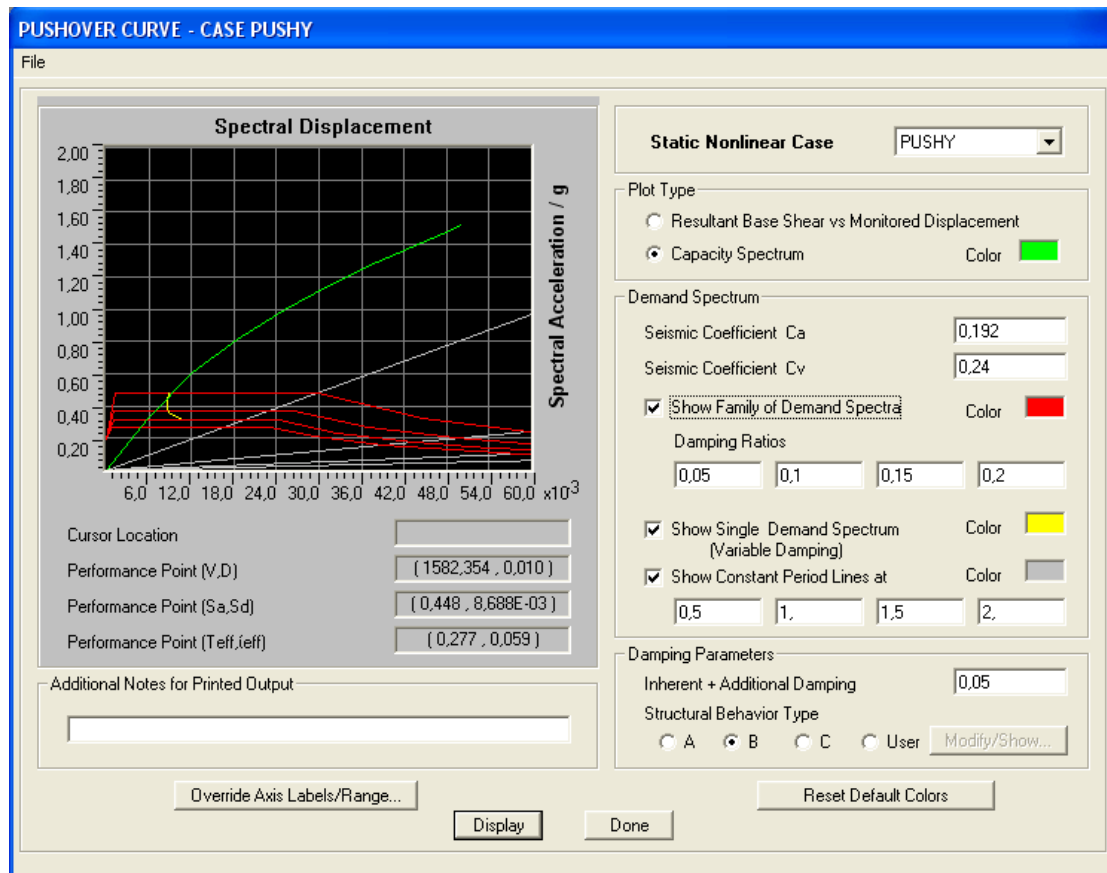 PUSHOVER CURVE - CASE PUSHY
File
Spectral Displacement
2,00
1,80
1,60
1,40
1,20
1,00
0,80
0,60
0,40
0,20
6,0 12,0 18,0 24,0 30,0 36,0 42,0 48,0 54,0 60,0 x10-3
Spectral Acceleration / g
Cursor Location
Performance Point (V,D) ( 1582,354 , 0,010 )
Performance Point (Sa,Sd) ( 0,448 , 8,688E-03 )
Performance Point (Teff,íeff) ( 0,277 , 0,059 )
Additional Notes for Printed Output
Static Nonlinear Case PUSHY
Plot Type
Resultant Base Shear vs Monitored Displacement
Capacity Spectrum Color
Demand Spectrum
Seismic Coefficient Ca 0,192
Seismic Coefficient Cv 0,24
Show Family of Demand Spectra Color
Damping Ratios
0,05 0,1 0,15 0,2
Show Single Demand Spectrum Color
(Variable Damping)
Show Constant Period Lines at Color
0,5 1, 1,5 2,
Damping Parameters
Inherent + Additional Damping 0,05
Structural Behavior Type
A B C User Modify/Show...
Override Axis Labels/Range... Reset Default Colors
Display Done